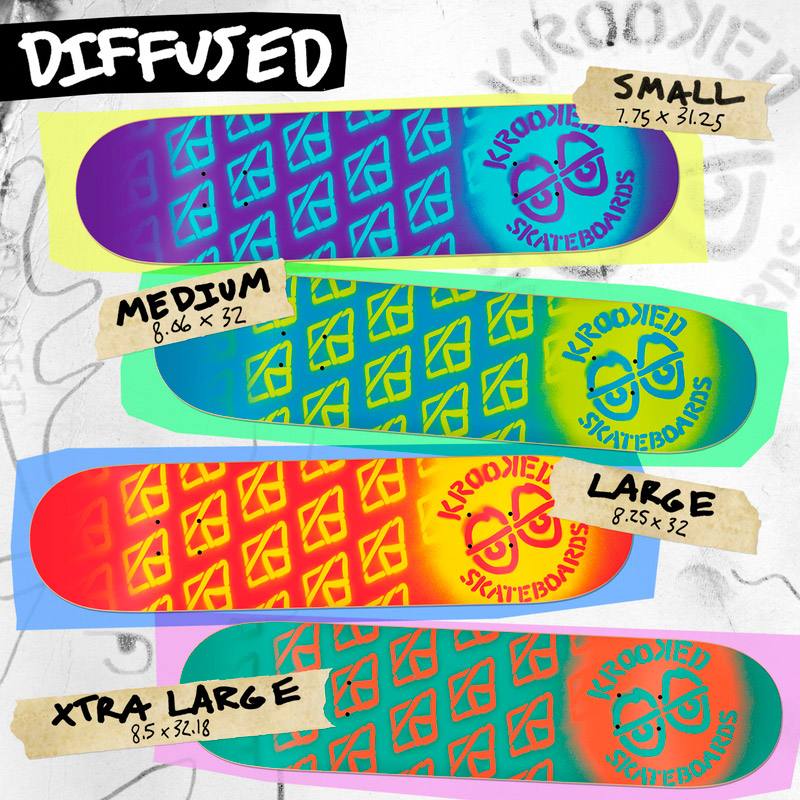 DIFFUSED
KROOKED
SMALL
7.75 x 31.25
KROOKED
SKATEBOARDS
MEDIUM
8.06 x 32
KROOKED
SKATEBOARDS
LARGE
8.25 x 32
KROOKED
SKATEBOARDS
XTRA LARGE
8.5 x 32.18
KROOKED
SKATEBOARDS